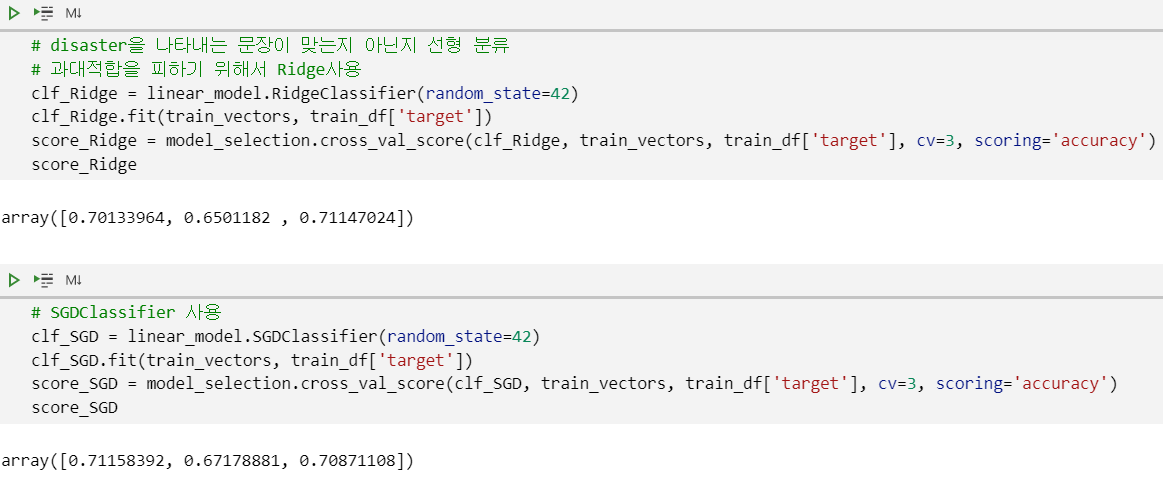 M↓
# disaster을 나타내는 문장이 맞는지 아닌지 선형 분류
# 과대적합을 피하기 위해서 Ridge사용
clf_Ridge = linear_model.RidgeClassifier(random_state=42)
clf_Ridge.fit(train_vectors, train_df['target'])
score_Ridge = model_selection.cross_val_score(clf_Ridge, train_vectors, train_df['target'], cv=3, scoring='accuracy')
score_Ridge
array([0.70133964, 0.6501182 , 0.71147024])
M↓
# SGDClassifier 사용
clf_SGD = linear_model.SGDClassifier(random_state=42)
clf_SGD.fit(train_vectors, train_df['target'])
score_SGD = model_selection.cross_val_score(clf_SGD, train_vectors, train_df['target'], cv=3, scoring='accuracy')
score_SGD
array([0.71158392, 0.67178881, 0.70871108])